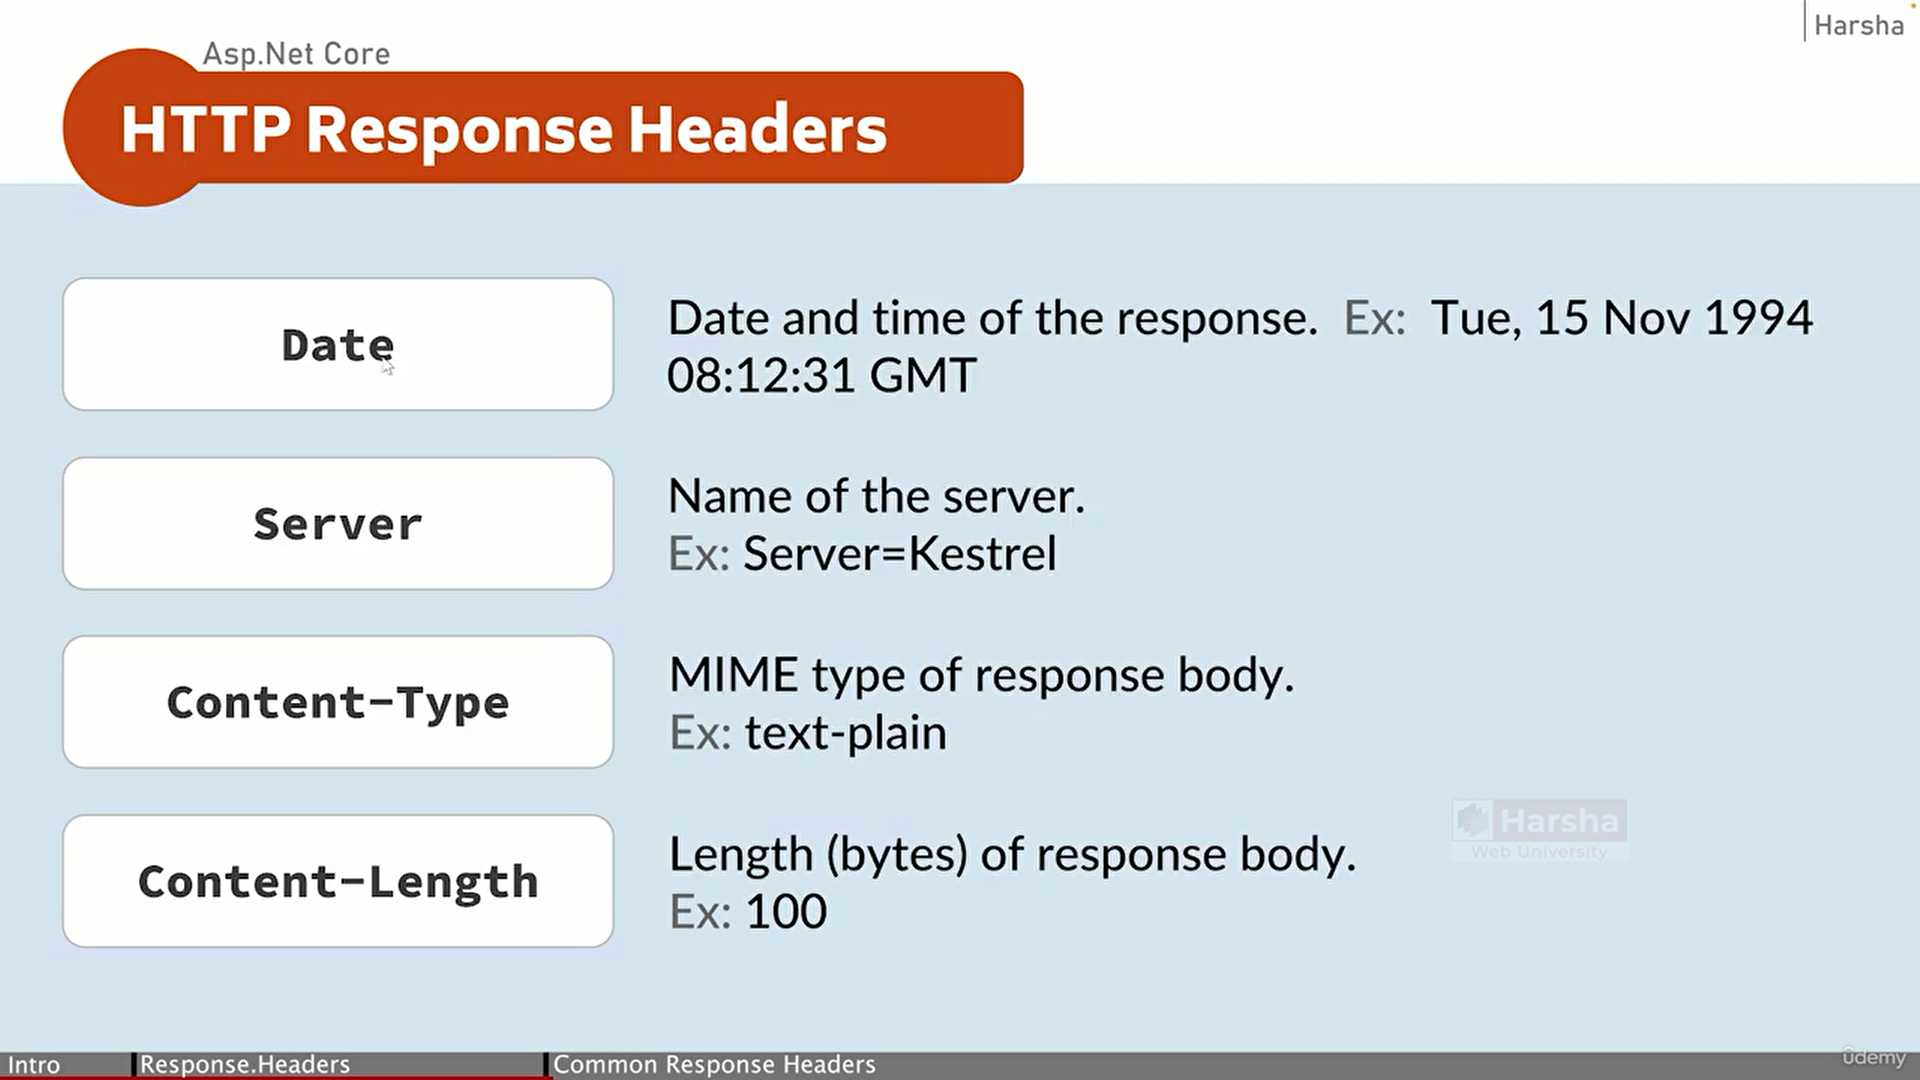 Harsha
Asp.Net Core
HTTP Response Headers
Date
Date and time of the response. Ex: Tue, 15 Nov 1994
08:12:31 GMT
Server
Name of the server.
Ex: Server=Kestrel
Content-Type
MIME type of response body.
Ex: text-plain
Content-Length
Length (bytes) of response body.
Ex: 100
Harsha
Web University
Intro
Response.Headers
Common Response Headers
ûdemy